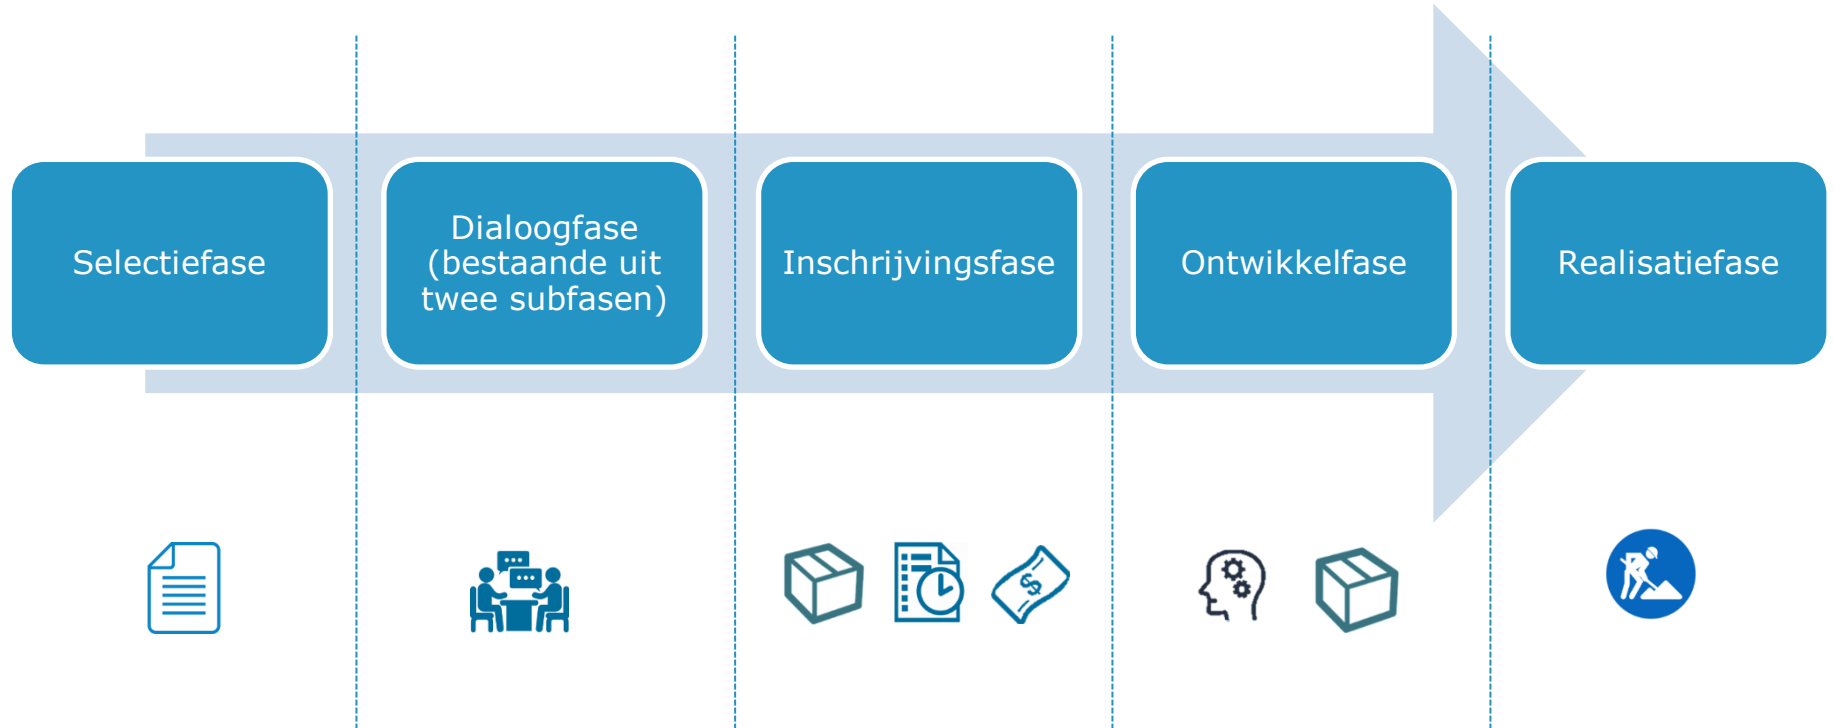 Selectiefase
Dialoogfase
(bestaande uit
twee subfasen)
Inschrijvingsfase
Ontwikkelfase
Realisatiefase
$